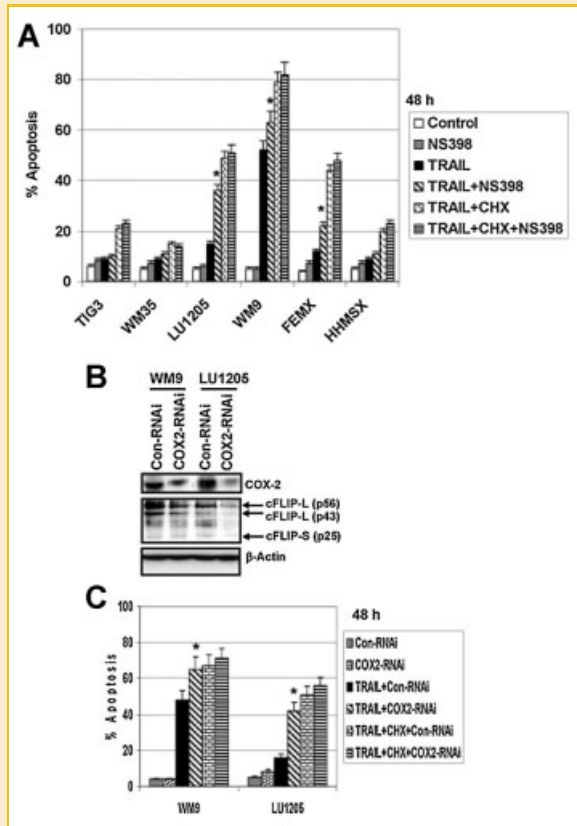 A
% Apoptosis
100
80
60
40
20
0
*
*
*
TIG3
WM35
LU1205
WM9
FEMX
HHMSX
48 h
Control
NS398
TRAIL
TRAIL+NS398
TRAIL+CHX
TRAIL+CHX+NS398
B
WM9 LU1205
Con-RNAi
COX2-RNAi
Con-RNAi
COX2-RNAi
COX-2
cFLIP-L (p56)
cFLIP-L (p43)
cFLIP-S (p25)
β-Actin
C
% Apoptosis
100
80
60
40
20
0
*
*
WM9
LU1205
48 h
Con-RNAi
COX2-RNAi
TRAIL+Con-RNAi
TRAIL+COX2-RNAi
TRAIL+CHX+Con-RNAi
TRAIL+CHX+COX2-RNAi